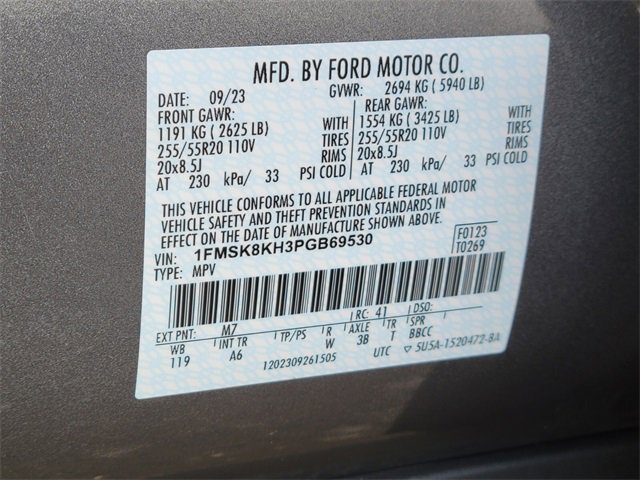 MFD. BY FORD MOTOR CO.
DATE: 09/23 GVWR: 2694 KG ( 5940 LB)
FRONT GAWR: REAR GAWR:
1191 KG ( 2625 LB) WITH 1554 KG ( 3425 LB) WITH
255/55R20 110V TIRES 255/55R20 110V TIRES
20x8.5J RIMS 20x8.5J RIMS
AT 230 kPa/ 33 PSI COLD AT 230 kPa/ 33 PSI COLD
THIS VEHICLE CONFORMS TO ALL APPLICABLE FEDERAL MOTOR
VEHICLE SAFETY AND THEFT PREVENTION STANDARDS IN
EFFECT ON THE DATE OF MANUFACTURE SHOWN ABOVE.
VIN: 1FMSK8KH3PGB69530 F0123
TYPE: MPV T0269
EXT PNT: M7 RC: 41 DSO:
WB INT TR TP/PS R AXLE TR SPR
119 A6 W 3B T BBCC
1202309261505 UTC ▽ 5U5A-1520472-BA